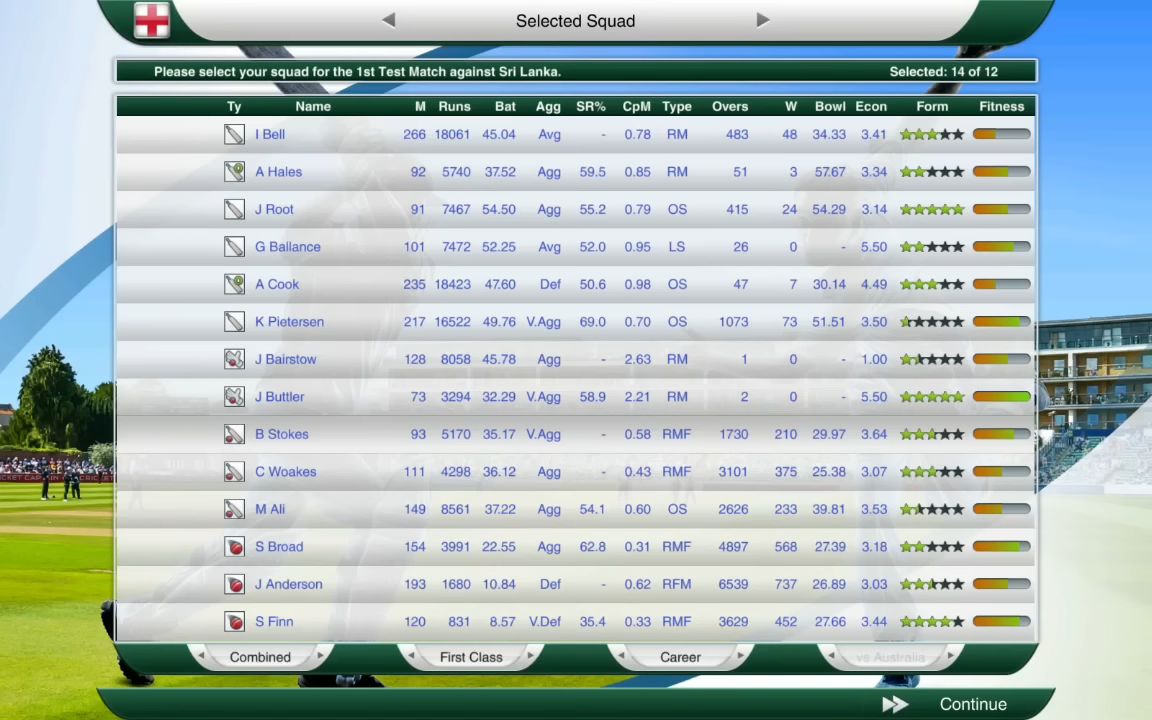 Selected Squad
Please select your squad for the 1st Test Match against Sri Lanka. Selected: 14 of 12
Ty Name M Runs Bat Agg SR% CpM Type Overs W Bowl Econ Form Fitness
I Bell 266 18061 45.04 Avg - 0.78 RM 483 48 34.33 3.41
A Hales 92 5740 37.52 Agg 59.5 0.85 RM 51 3 57.67 3.34
J Root 91 7467 54.50 Agg 55.2 0.79 OS 415 24 54.29 3.14
G Ballance 101 7472 52.25 Avg 52.0 0.95 LS 26 0 - 5.50
A Cook 235 18423 47.60 Def 50.6 0.98 OS 47 7 30.14 4.49
K Pietersen 217 16522 49.76 V.Agg 69.0 0.70 OS 1073 73 51.51 3.50
J Bairstow 128 8058 45.78 Agg - 2.63 RM 1 0 - 1.00
J Buttler 73 3294 32.29 V.Agg 58.9 2.21 RM 2 0 - 5.50
B Stokes 93 5170 35.17 V.Agg - 0.58 RMF 1730 210 29.97 3.64
C Woakes 111 4298 36.12 Agg - 0.43 RMF 3101 375 25.38 3.07
M Ali 149 8561 37.22 Agg 54.1 0.60 OS 2626 233 39.81 3.53
S Broad 154 3991 22.55 Agg 62.8 0.31 RMF 4897 568 27.39 3.18
J Anderson 193 1680 10.84 Def - 0.62 RFM 6539 737 26.89 3.03
S Finn 120 831 8.57 V.Def 35.4 0.33 RMF 3629 452 27.66 3.44
Combined First Class Career vs Australia
Continue